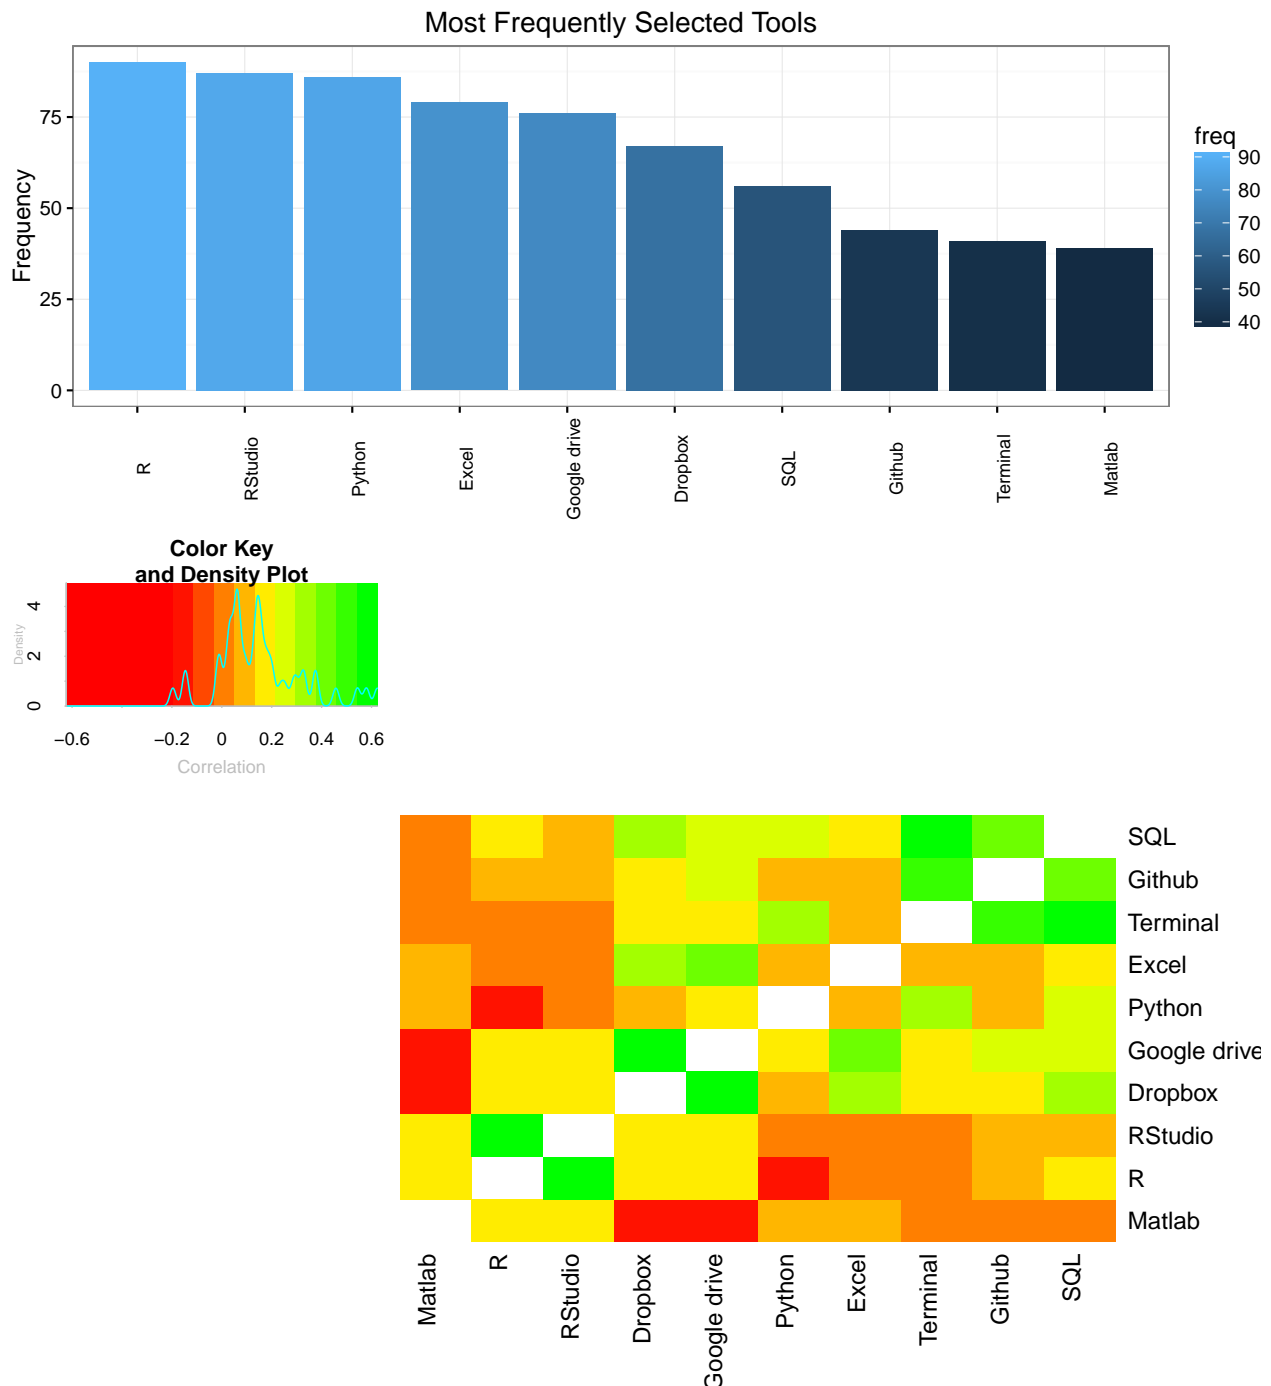 Most Frequently Selected Tools
Frequency
75
50
25
0
R
RStudio
Python
Excel
Google drive
Dropbox
SQL
Github
Terminal
Matlab
freq
90
80
70
60
50
40
Color Key
and Density Plot
Density
4
2
0
−0.6 −0.2 0 0.2 0.4 0.6
Correlation
SQL
Github
Terminal
Excel
Python
Google drive
Dropbox
RStudio
R
Matlab
Matlab
R
RStudio
Dropbox
Google drive
Python
Excel
Terminal
Github
SQL